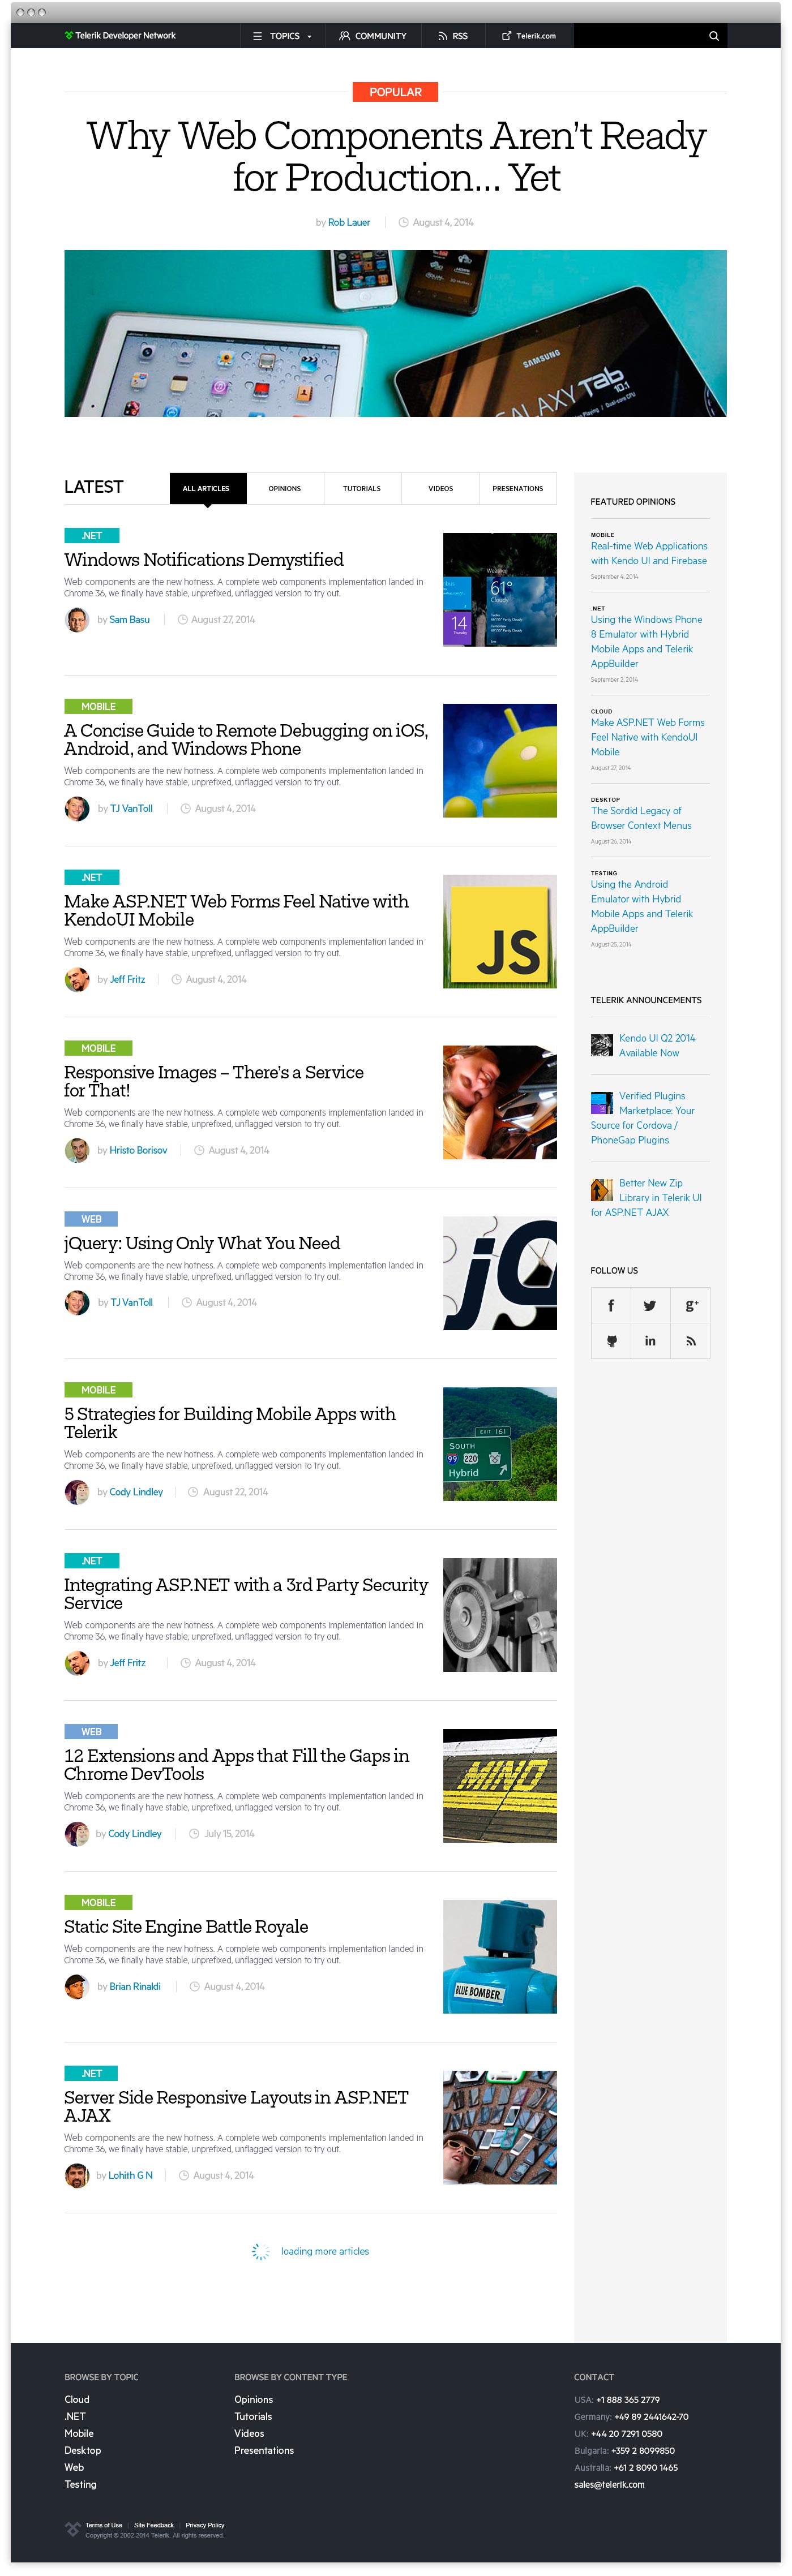 Telerik Developer Network
TOPICS
COMMUNITY
RSS
Telerik.com
POPULAR
Why Web Components Aren't Ready
for Production... Yet
by Rob Lauer
August 4, 2014
SAMSUNG
GALAXY Tab
10.1
LATEST
ALL ARTICLES
OPINIONS
TUTORIALS
VIDEOS
PRESENATIONS
.NET
Windows Notifications Demystified
Web components are the new hotness. A complete web components implementation landed in
Chrome 36, we finally have stable, unprefixed, unflagged version to try out.
by Sam Basu
August 27, 2014
61°
Cloudy
14
Thursday
MOBILE
A Concise Guide to Remote Debugging on iOS,
Android, and Windows Phone
Web components are the new hotness. A complete web components implementation landed in
Chrome 36, we finally have stable, unprefixed, unflagged version to try out.
by TJ VanToll
August 4, 2014
.NET
Make ASP.NET Web Forms Feel Native with
KendoUI Mobile
Web components are the new hotness. A complete web components implementation landed in
Chrome 36, we finally have stable, unprefixed, unflagged version to try out.
by Jeff Fritz
August 4, 2014
JS
MOBILE
Responsive Images – There's a Service
for That!
Web components are the new hotness. A complete web components implementation landed in
Chrome 36, we finally have stable, unprefixed, unflagged version to try out.
by Hristo Borisov
August 4, 2014
WEB
jQuery: Using Only What You Need
Web components are the new hotness. A complete web components implementation landed in
Chrome 36, we finally have stable, unprefixed, unflagged version to try out.
by TJ VanToll
August 4, 2014
jQ
MOBILE
5 Strategies for Building Mobile Apps with
Telerik
Web components are the new hotness. A complete web components implementation landed in
Chrome 36, we finally have stable, unprefixed, unflagged version to try out.
by Cody Lindley
August 22, 2014
EXIT 161
SOUTH
99 220
Hybrid
.NET
Integrating ASP.NET with a 3rd Party Security
Service
Web components are the new hotness. A complete web components implementation landed in
Chrome 36, we finally have stable, unprefixed, unflagged version to try out.
by Jeff Fritz
August 4, 2014
WEB
12 Extensions and Apps that Fill the Gaps in
Chrome DevTools
Web components are the new hotness. A complete web components implementation landed in
Chrome 36, we finally have stable, unprefixed, unflagged version to try out.
by Cody Lindley
July 15, 2014
MIND
MOBILE
Static Site Engine Battle Royale
Web components are the new hotness. A complete web components implementation landed in
Chrome 36, we finally have stable, unprefixed, unflagged version to try out.
by Brian Rinaldi
August 4, 2014
BLUE BOMBER
.NET
Server Side Responsive Layouts in ASP.NET
AJAX
Web components are the new hotness. A complete web components implementation landed in
Chrome 36, we finally have stable, unprefixed, unflagged version to try out.
by Lohith G N
August 4, 2014
loading more articles
FEATURED OPINIONS
MOBILE
Real-time Web Applications
with Kendo UI and Firebase
September 4, 2014
.NET
Using the Windows Phone
8 Emulator with Hybrid
Mobile Apps and Telerik
AppBuilder
September 2, 2014
CLOUD
Make ASP.NET Web Forms
Feel Native with KendoUI
Mobile
August 27, 2014
DESKTOP
The Sordid Legacy of
Browser Context Menus
August 26, 2014
TESTING
Using the Android
Emulator with Hybrid
Mobile Apps and Telerik
AppBuilder
August 25, 2014
TELERIK ANNOUNCEMENTS
Kendo UI Q2 2014
Available Now
Verified Plugins
Marketplace: Your
Source for Cordova /
PhoneGap Plugins
Better New Zip
Library in Telerik UI
for ASP.NET AJAX
FOLLOW US
f
g+
in
BROWSE BY TOPIC
Cloud
.NET
Mobile
Desktop
Web
Testing
BROWSE BY CONTENT TYPE
Opinions
Tutorials
Videos
Presentations
CONTACT
USA: +1 888 365 2779
Germany: +49 89 2441642-70
UK: +44 20 7291 0580
Bulgaria: +359 2 8099850
Australia: +61 2 8090 1465
sales@telerik.com
Terms of Use | Site Feedback | Privacy Policy
Copyright © 2002-2014 Telerik. All rights reserved.